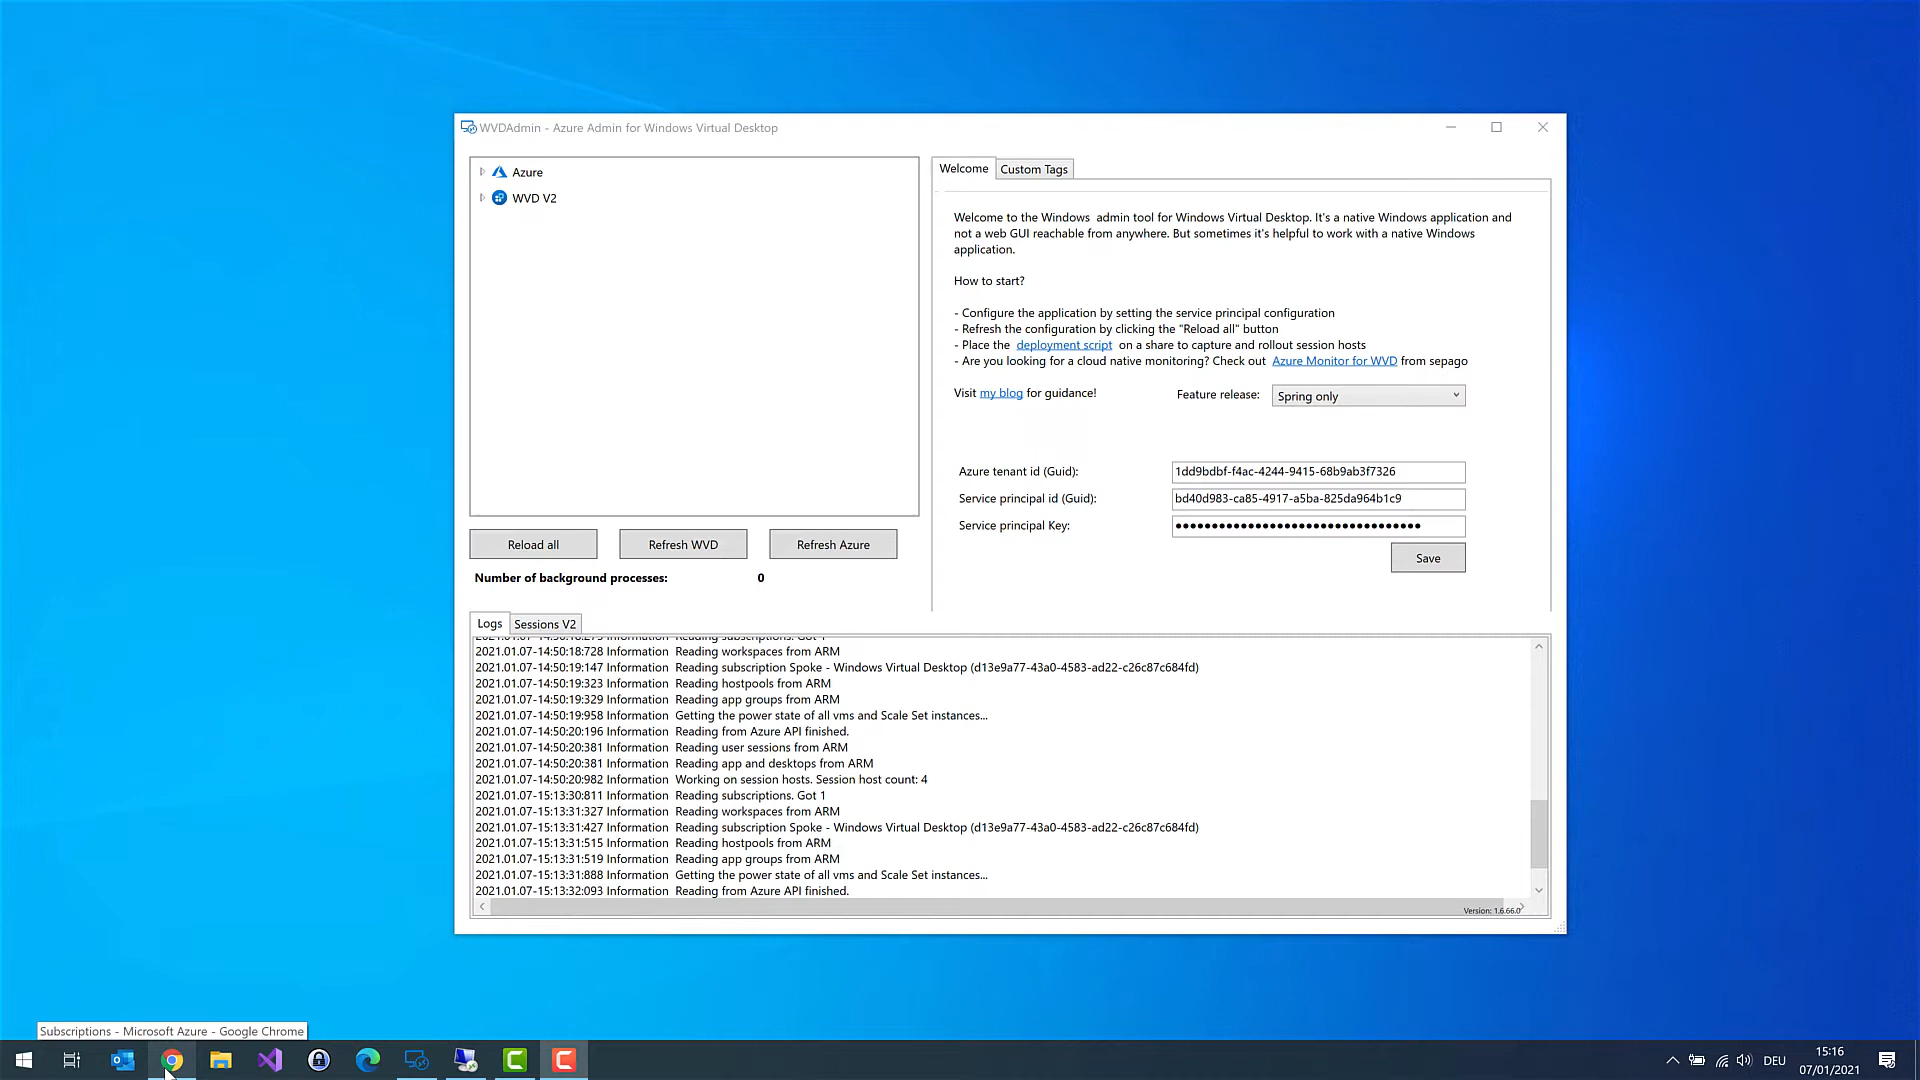 WVDAdmin - Azure Admin for Windows Virtual Desktop
Azure
WVD V2
Reload all
Refresh WVD
Refresh Azure
Number of background processes: 0
Welcome
Custom Tags
Welcome to the Windows  admin tool for Windows Virtual Desktop. It's a native Windows application and
not a web GUI reachable from anywhere. But sometimes it's helpful to work with a native Windows
application.
How to start?
- Configure the application by setting the service principal configuration
- Refresh the configuration by clicking the "Reload all" button
- Place the deployment script on a share to capture and rollout session hosts
- Are you looking for a cloud native monitoring? Check out Azure Monitor for WVD from sepago
Visit my blog for guidance!
Feature release: Spring only
Azure tenant id (Guid): 1dd9bdbf-f4ac-4244-9415-68b9ab3f7326
Service principal id (Guid): bd40d983-ca85-4917-a5ba-825da964b1c9
Service principal Key: ●●●●●●●●●●●●●●●●●●●●●●●●●●●●●●●●●●
Save
Logs
Sessions V2
2021.01.07-14:50:18:275 Information Reading subscriptions. Got 1
2021.01.07-14:50:18:728 Information Reading workspaces from ARM
2021.01.07-14:50:19:147 Information Reading subscription Spoke - Windows Virtual Desktop (d13e9a77-43a0-4583-ad22-c26c87c684fd)
2021.01.07-14:50:19:323 Information Reading hostpools from ARM
2021.01.07-14:50:19:329 Information Reading app groups from ARM
2021.01.07-14:50:19:958 Information Getting the power state of all vms and Scale Set instances...
2021.01.07-14:50:20:196 Information Reading from Azure API finished.
2021.01.07-14:50:20:381 Information Reading user sessions from ARM
2021.01.07-14:50:20:381 Information Reading app and desktops from ARM
2021.01.07-14:50:20:982 Information Working on session hosts. Session host count: 4
2021.01.07-15:13:30:811 Information Reading subscriptions. Got 1
2021.01.07-15:13:31:327 Information Reading workspaces from ARM
2021.01.07-15:13:31:427 Information Reading subscription Spoke - Windows Virtual Desktop (d13e9a77-43a0-4583-ad22-c26c87c684fd)
2021.01.07-15:13:31:515 Information Reading hostpools from ARM
2021.01.07-15:13:31:519 Information Reading app groups from ARM
2021.01.07-15:13:31:888 Information Getting the power state of all vms and Scale Set instances...
2021.01.07-15:13:32:093 Information Reading from Azure API finished.
Version: 1.6.66.0
Subscriptions - Microsoft Azure - Google Chrome
DEU
15:16
07/01/2021